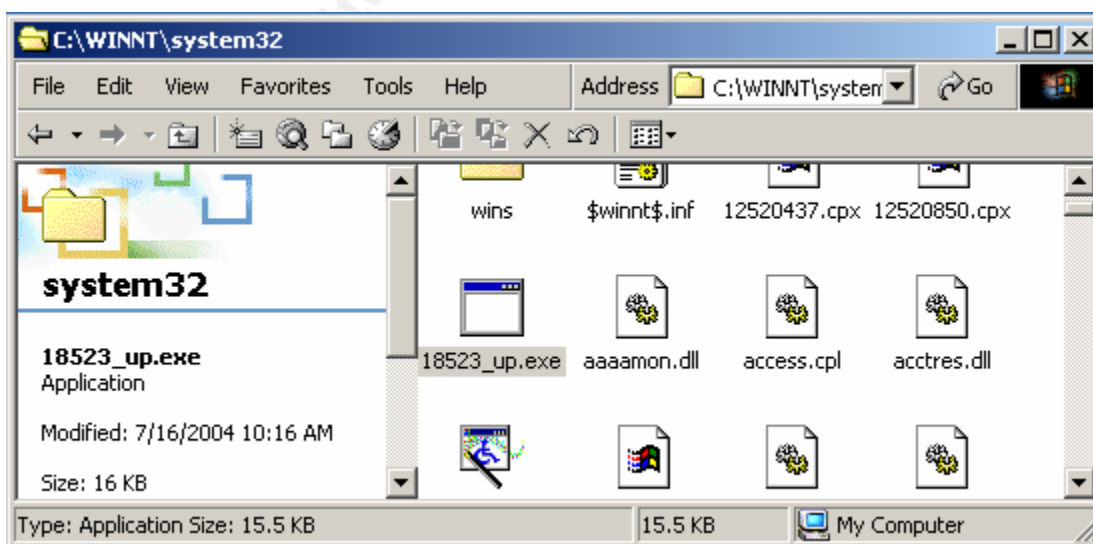 C:\WINNT\system32
File Edit View Favorites Tools Help Address C:\WINNT\system Go
system32
18523_up.exe
Application
Modified: 7/16/2004 10:16 AM
Size: 16 KB
wins $winnt$.inf 12520437.cpx 12520850.cpx
18523_up.exe aaaamon.dll access.cpl acctres.dll
Type: Application Size: 15.5 KB 15.5 KB My Computer